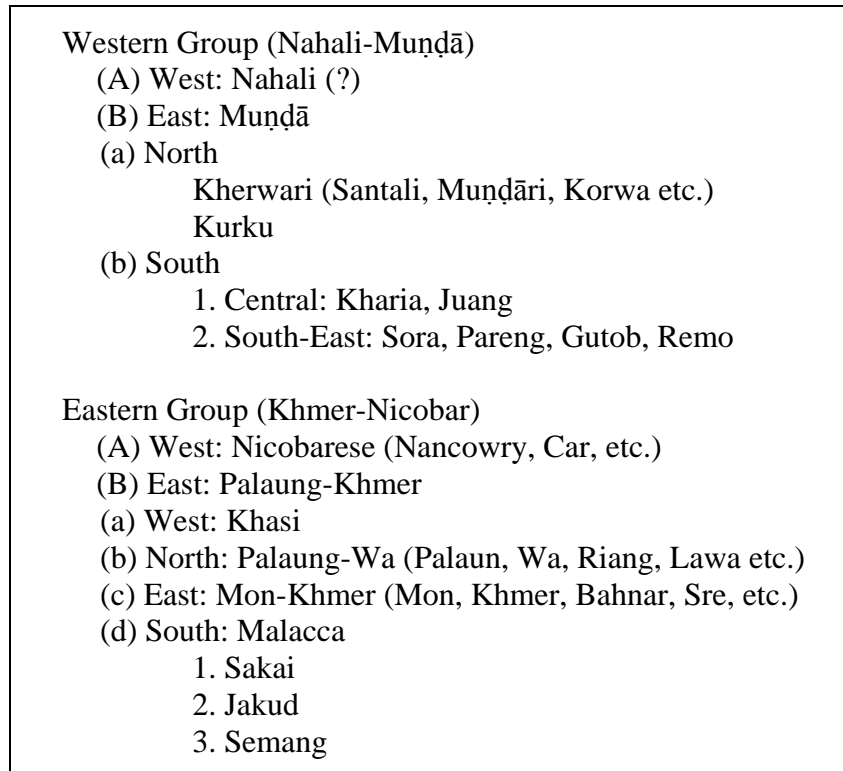 Western Group (Nahali-Muṇḍā)
(A) West: Nahali (?)
(B) East: Muṇḍā
(a) North
Kherwari (Santali, Muṇḍāri, Korwa etc.)
Kurku
(b) South
1. Central: Kharia, Juang
2. South-East: Sora, Pareng, Gutob, Remo
Eastern Group (Khmer-Nicobar)
(A) West: Nicobarese (Nancowry, Car, etc.)
(B) East: Palaung-Khmer
(a) West: Khasi
(b) North: Palaung-Wa (Palaun, Wa, Riang, Lawa etc.)
(c) East: Mon-Khmer (Mon, Khmer, Bahnar, Sre, etc.)
(d) South: Malacca
1. Sakai
2. Jakud
3. Semang